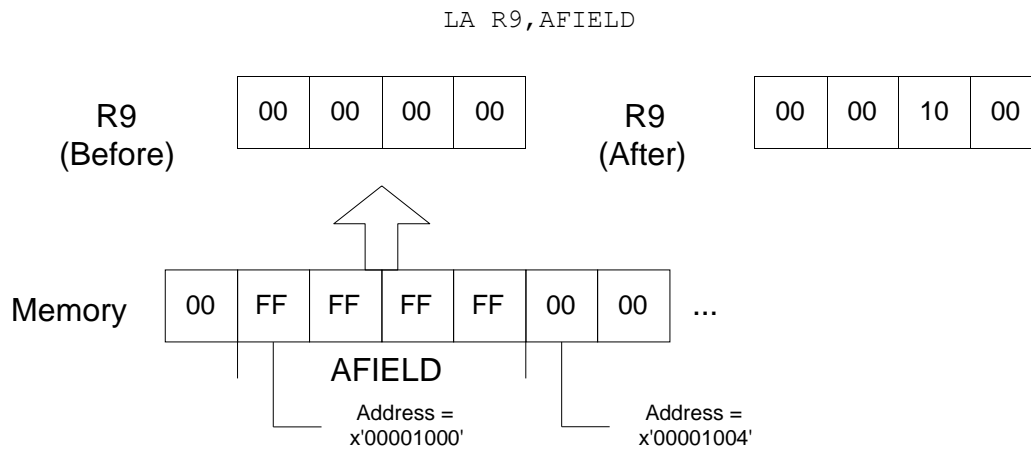 LA R9,AFIELD
R9 00 00 00 00 R9 00 00 10 00
(Before) (After)
Memory 00 FF FF FF FF 00 00 ...
AFIELD
Address = Address =
x'00001000' x'00001004'